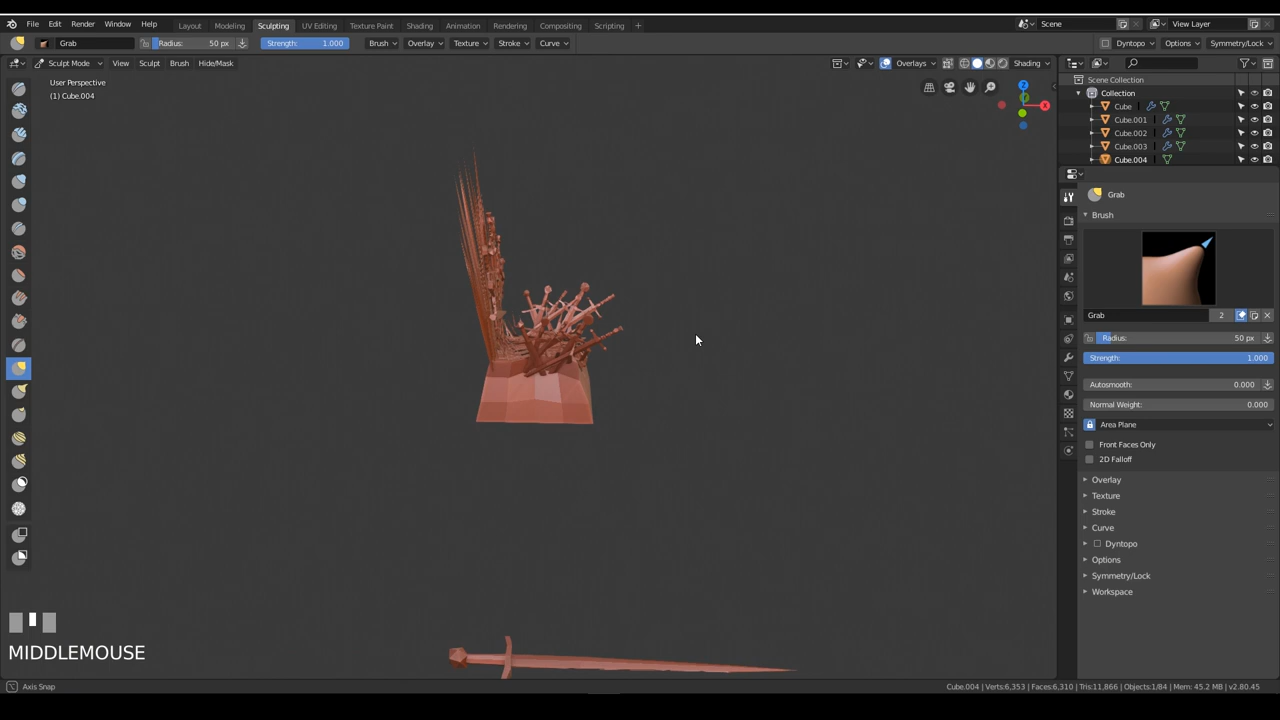 File Edit Render Window Help Layout Modeling Sculpting UV Editing Texture Paint Shading Animation Rendering Compositing Scripting + Scene View Layer
Grab Radius: 50 px Strength: 1.000 Brush Overlay Texture Stroke Curve Dyntopo Options Symmetry/Lock
Sculpt Mode View Sculpt Brush Hide/Mask Overlays Shading
User Perspective
(1) Cube.004
Z
X
Scene Collection
Collection
Cube
Cube.001
Cube.002
Cube.003
Cube.004
Grab
Brush
Grab 2
Radius: 50 px
Strength: 1.000
Autosmooth: 0.000
Normal Weight: 0.000
Area Plane
Front Faces Only
2D Falloff
Overlay
Texture
Stroke
Curve
Dyntopo
Options
Symmetry/Lock
Workspace
MIDDLEMOUSE
Axis Snap Cube.004 | Verts:6,353 | Faces:6,310 | Tris:11,866 | Objects:1/84 | Mem: 45.2 MB | v2.80.45